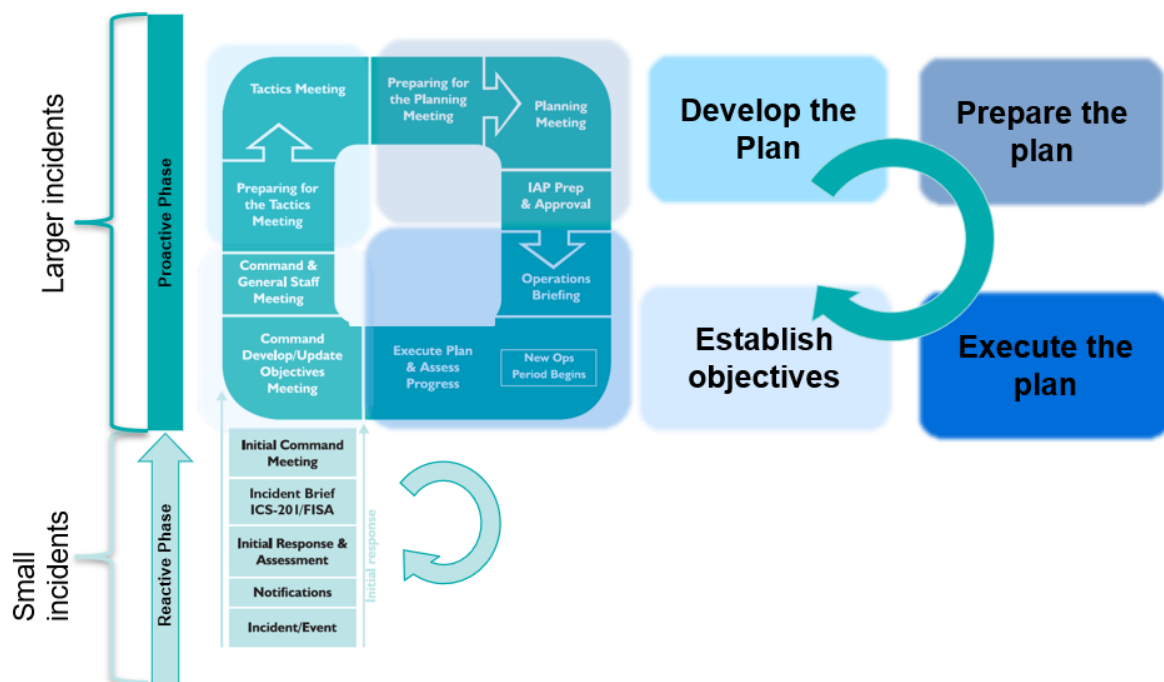 Larger incidents
Proactive Phase
Small
incidents
Reactive Phase
Tactics Meeting
Preparing for
the Planning
Meeting
Planning
Meeting
Preparing for
the Tactics
Meeting
IAP Prep
& Approval
Command &
General Staff
Meeting
Operations
Briefing
Command
Develop/Update
Objectives
Meeting
Execute Plan
& Assess
Progress
New Ops
Period Begins
Initial Command
Meeting
Incident Brief
ICS-201/FISA
Initial Response &
Assessment
Notifications
Incident/Event
Initial response
Develop the
Plan
Prepare the
plan
Establish
objectives
Execute the
plan